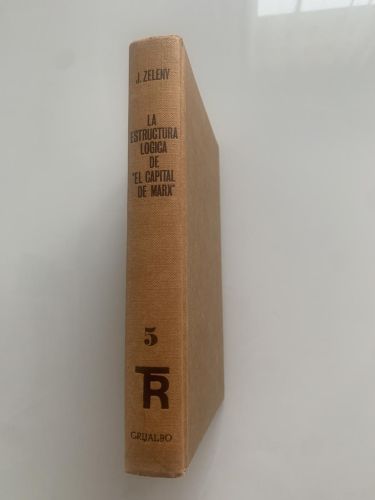 J. ZELENY
LA
ESTRUCTURA
LOGICA
DE
"EL CAPITAL
DE MARX"
5
TR
GRIJALBO